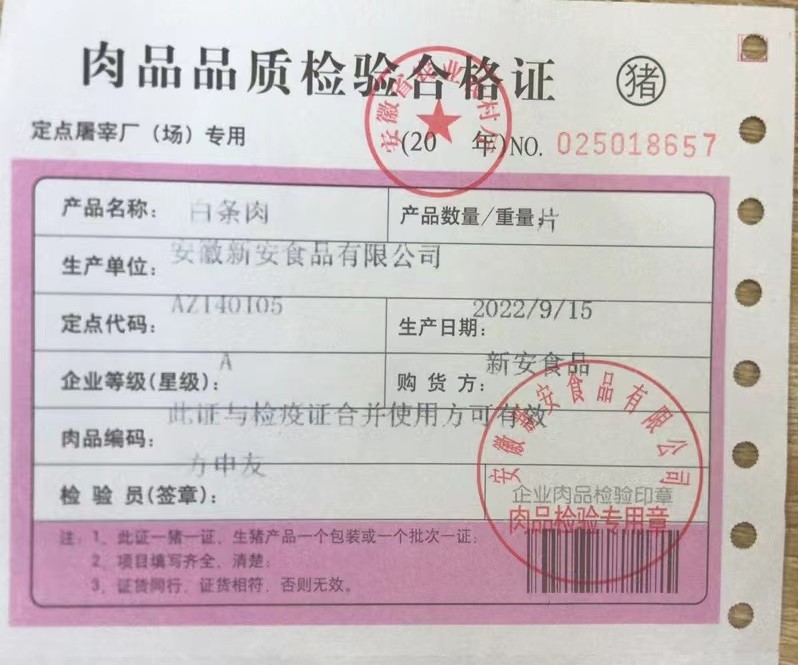 肉品品质检验合格证 猪
定点屠宰厂（场）专用
(20 年)NO. 025018657
产品名称： 白条肉 产品数量/重量： 片
生产单位： 安徽新安食品有限公司
定点代码： AZ140105 生产日期： 2022/9/15
企业等级(星级)： A 购货方： 新安食品
肉品编码： 此证与检疫证合并使用方可有效
检验员(签章)： 方申友
企业肉品检验印章
安徽新安食品有限公司
肉品检验专用章
注：1、此证一猪一证，生猪产品一个包装或一个批次一证；
2、项目填写齐全、清楚；
3、证货同行，证货相符，否则无效。